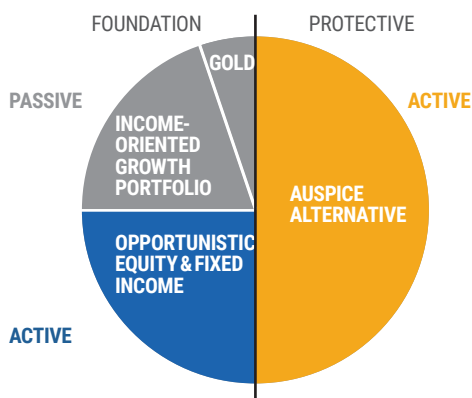 FOUNDATION
PROTECTIVE
GOLD
PASSIVE
ACTIVE
INCOME-
ORIENTED
GROWTH
PORTFOLIO
AUSPICE
ALTERNATIVE
OPPORTUNISTIC
EQUITY & FIXED
INCOME
ACTIVE